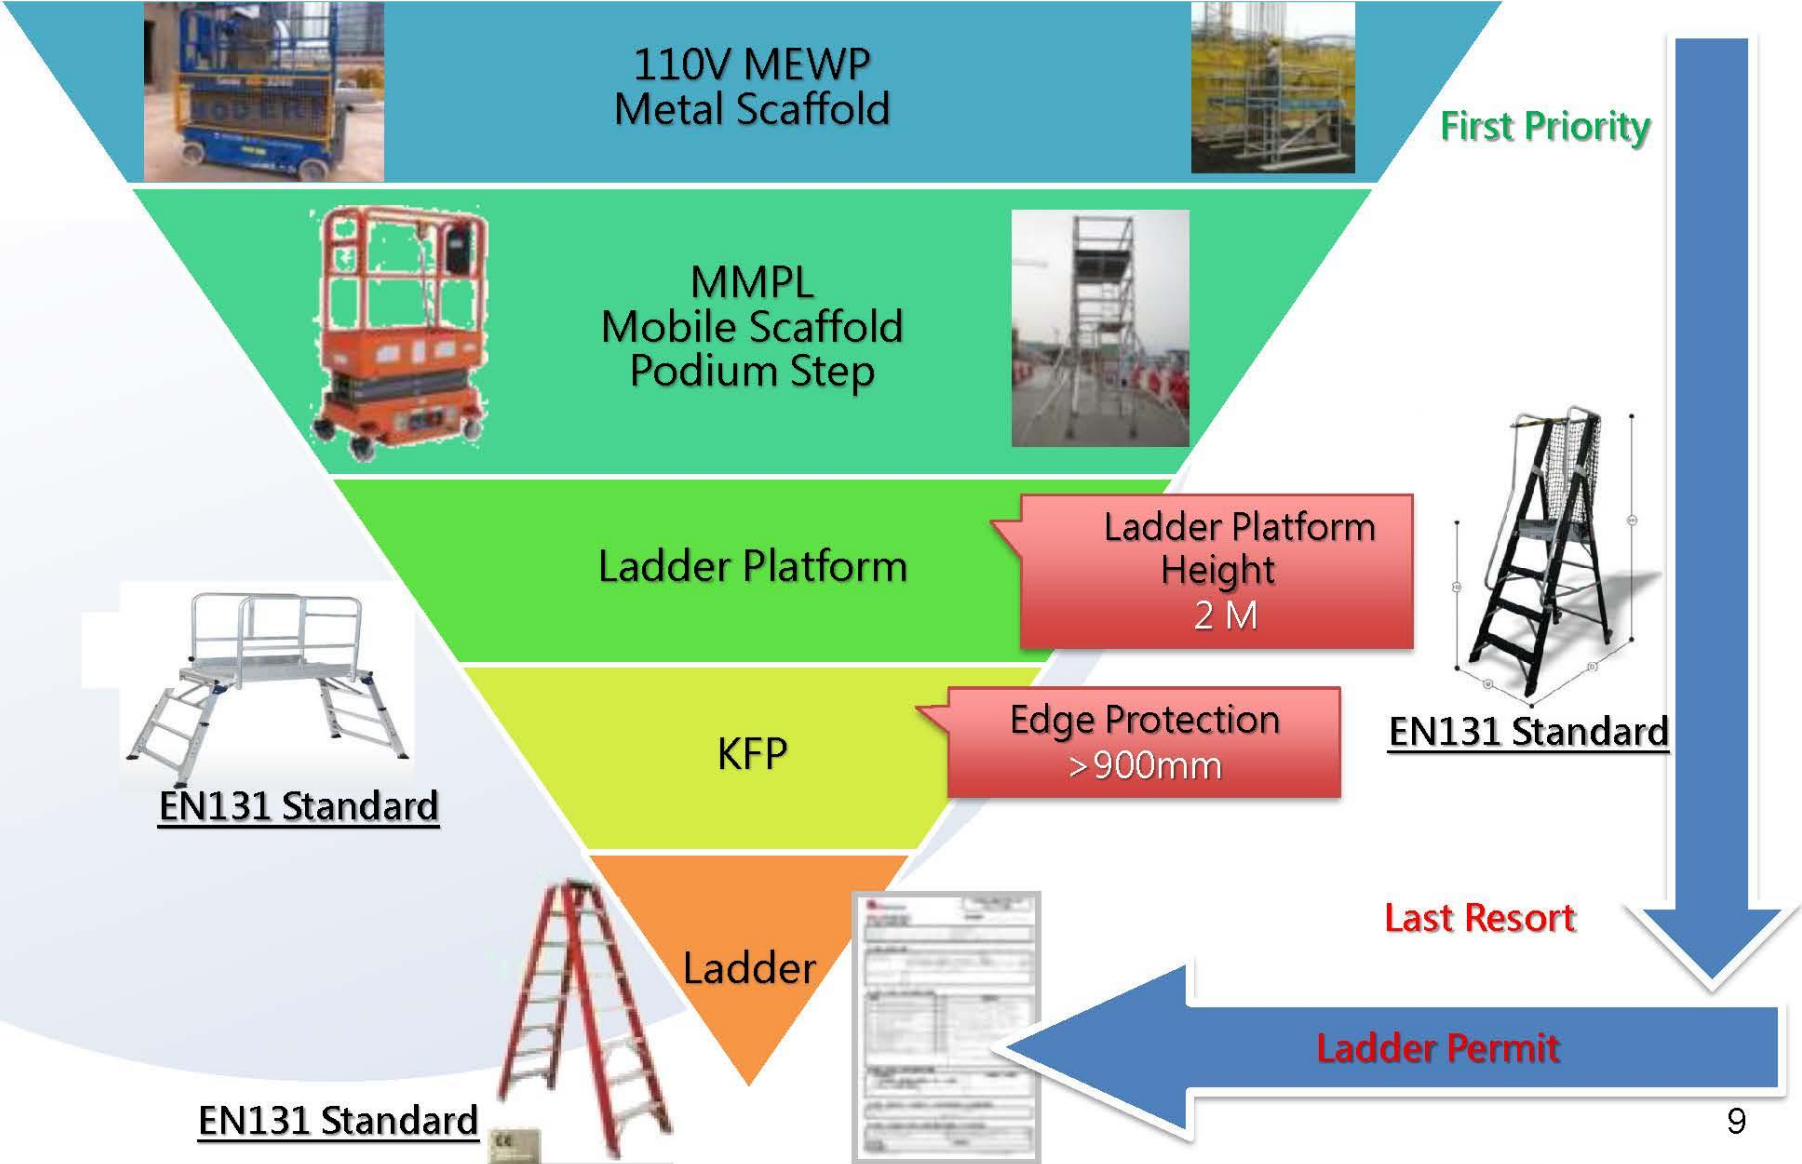 110V MEWP
Metal Scaffold
First Priority
MMPL
Mobile Scaffold
Podium Step
Ladder Platform
Ladder Platform
Height
2 M
KFP
Edge Protection
>900mm
EN131 Standard
EN131 Standard
Last Resort
Ladder
Ladder Permit
EN131 Standard
CE
9